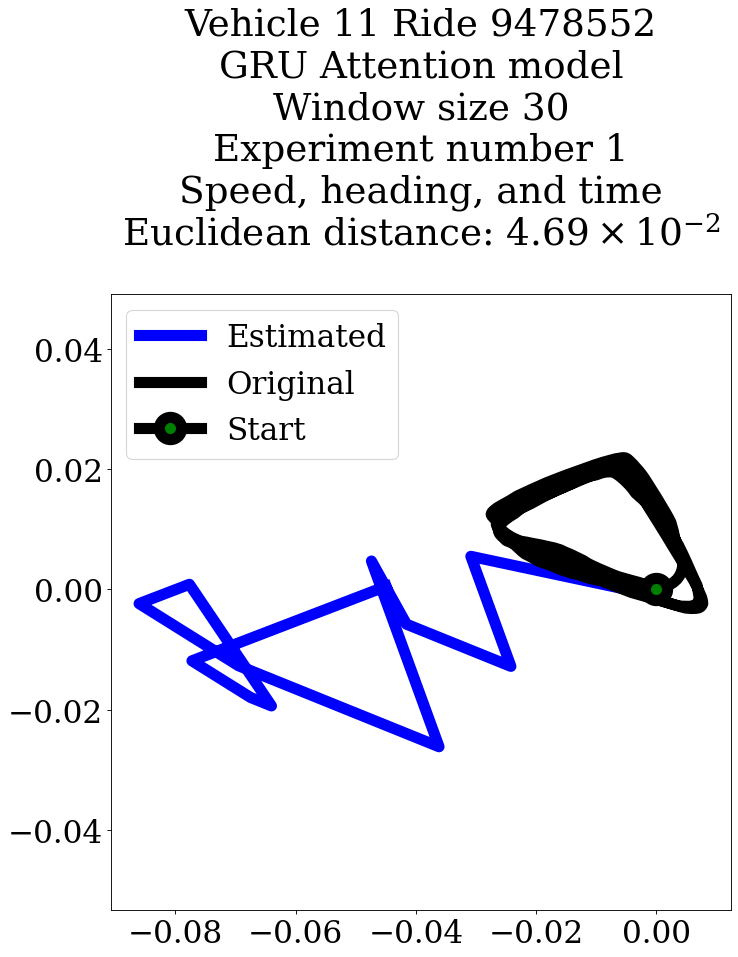 Vehicle 11 Ride 9478552
GRU Attention model
Window size 30
Experiment number 1
Speed, heading, and time
Euclidean distance: 4.69 × 10⁻²
Estimated
Original
Start
0.04
0.02
0.00
−0.02
−0.04
−0.08 −0.06 −0.04 −0.02 0.00